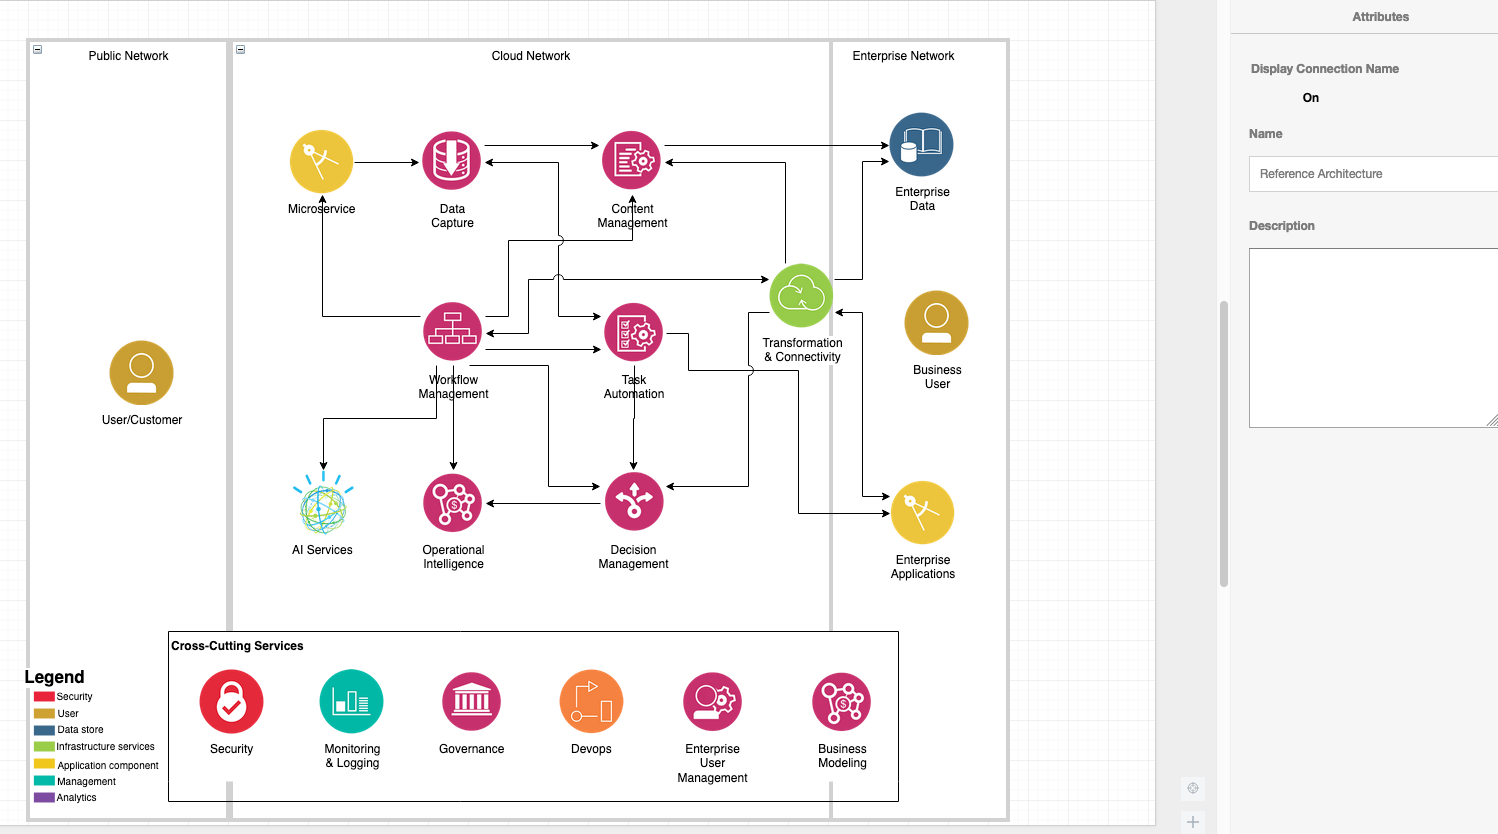 Attributes
Public Network
Cloud Network
Enterprise Network
Display Connection Name
On
Name
Reference Architecture
Description
Microservice
Data
Capture
Content
Management
Enterprise
Data
Transformation
& Connectivity
Business
User
User/Customer
Workflow
Management
Task
Automation
AI Services
Operational
Intelligence
Decision
Management
Enterprise
Applications
Cross-Cutting Services
Security
Monitoring
& Logging
Governance
Devops
Enterprise
User
Management
Business
Modeling
Legend
Security
User
Data store
Infrastructure services
Application component
Management
Analytics